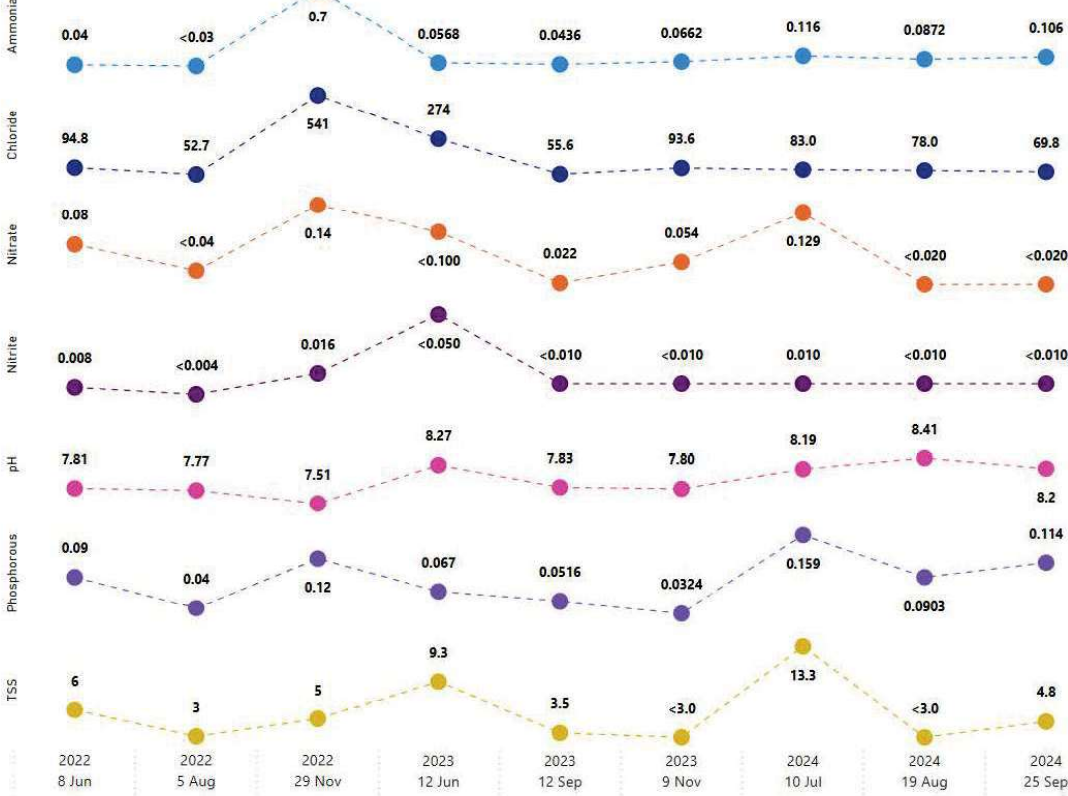 Ammonia
0.04 <0.03 0.7 0.0568 0.0436 0.0662 0.116 0.0872 0.106
Chloride
94.8 52.7 541 274 55.6 93.6 83.0 78.0 69.8
Nitrate
0.08 <0.04 0.14 <0.100 0.022 0.054 0.129 <0.020 <0.020
Nitrite
0.008 <0.004 0.016 <0.050 <0.010 <0.010 0.010 <0.010 <0.010
pH
7.81 7.77 7.51 8.27 7.83 7.80 8.19 8.41 8.2
Phosphorous
0.09 0.04 0.12 0.067 0.0516 0.0324 0.159 0.0903 0.114
TSS
6 3 5 9.3 3.5 <3.0 13.3 <3.0 4.8
2022 2022 2022 2023 2023 2023 2024 2024 2024
8 Jun 5 Aug 29 Nov 12 Jun 12 Sep 9 Nov 10 Jul 19 Aug 25 Sep